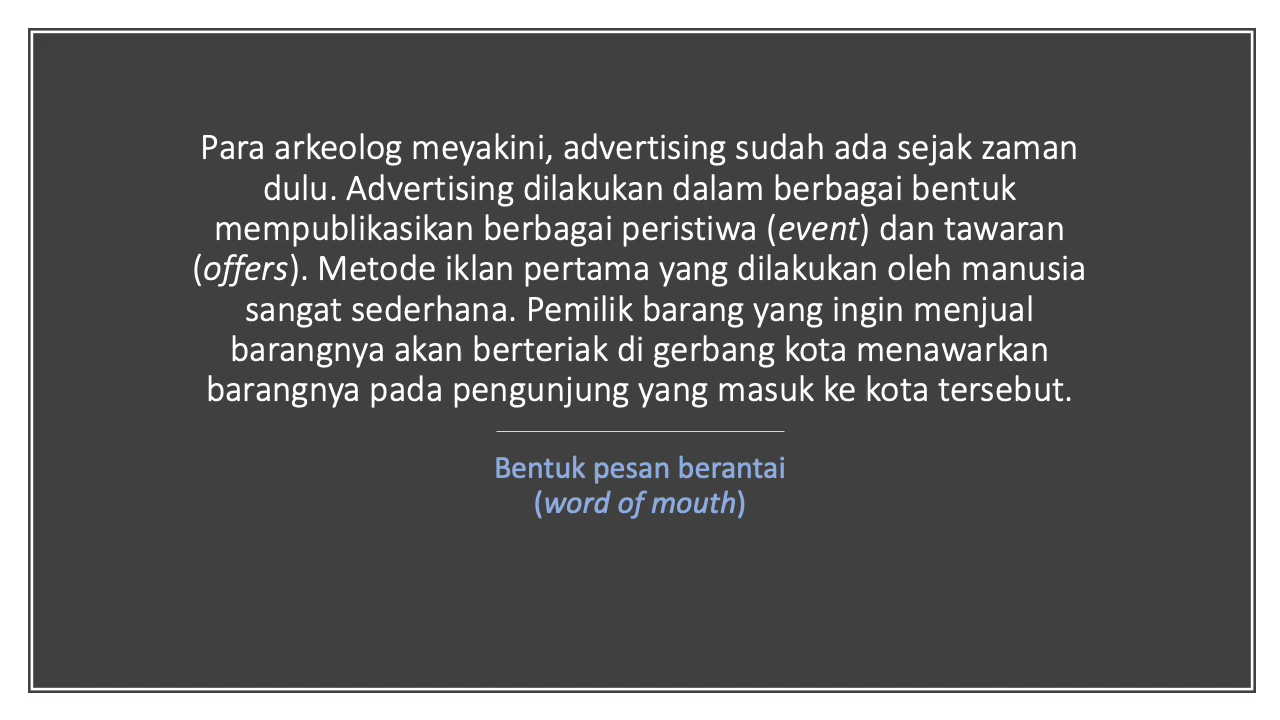 Para arkeolog meyakini, advertising sudah ada sejak zaman
dulu. Advertising dilakukan dalam berbagai bentuk
mempublikasikan berbagai peristiwa (event) dan tawaran
(offers). Metode iklan pertama yang dilakukan oleh manusia
sangat sederhana. Pemilik barang yang ingin menjual
barangnya akan berteriak di gerbang kota menawarkan
barangnya pada pengunjung yang masuk ke kota tersebut.
Bentuk pesan berantai
(word of mouth)